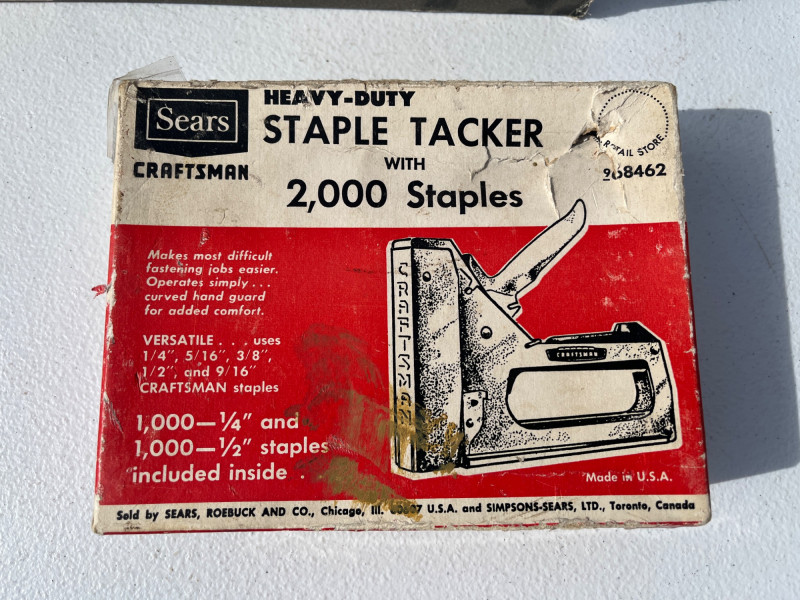 Sears
CRAFTSMAN
HEAVY-DUTY
STAPLE TACKER
WITH
2,000 Staples
STORE
968462
Makes most difficult
fastening jobs easier.
Operates simply...
curved hand guard
for added comfort.
VERSATILE . . . uses
1/4", 5/16", 3/8",
1/2", and 9/16"
CRAFTSMAN staples
1,000—1/4" and
1,000—1/2" staples
included inside .
CRAFTSMAN
CRAFTSMAN
Made in U.S.A.
Sold by SEARS, ROEBUCK AND CO., Chicago, Ill. U.S.A. and SIMPSONS-SEARS, LTD., Toronto, Canada